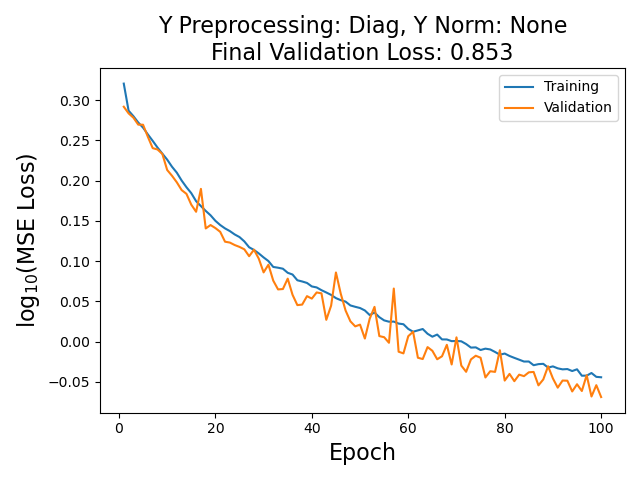 Y Preprocessing: Diag, Y Norm: None
Final Validation Loss: 0.853
Training
Validation
log₁₀(MSE Loss)
0.30
0.25
0.20
0.15
0.10
0.05
0.00
−0.05
0 20 40 60 80 100
Epoch